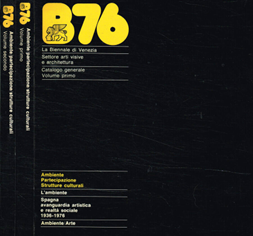 B76
Ambiente partecipazione strutture culturali
Volume secondo
B76
Ambiente partecipazione strutture culturali
Volume primo
B76
La Biennale di Venezia
Settore arti visive
e architettura
Catalogo generale
Volume primo
Ambiente
Partecipazione
Strutture culturali
L'ambiente
Spagna
avanguardia artistica
e realtà sociale
1936-1976
Ambiente/Arte